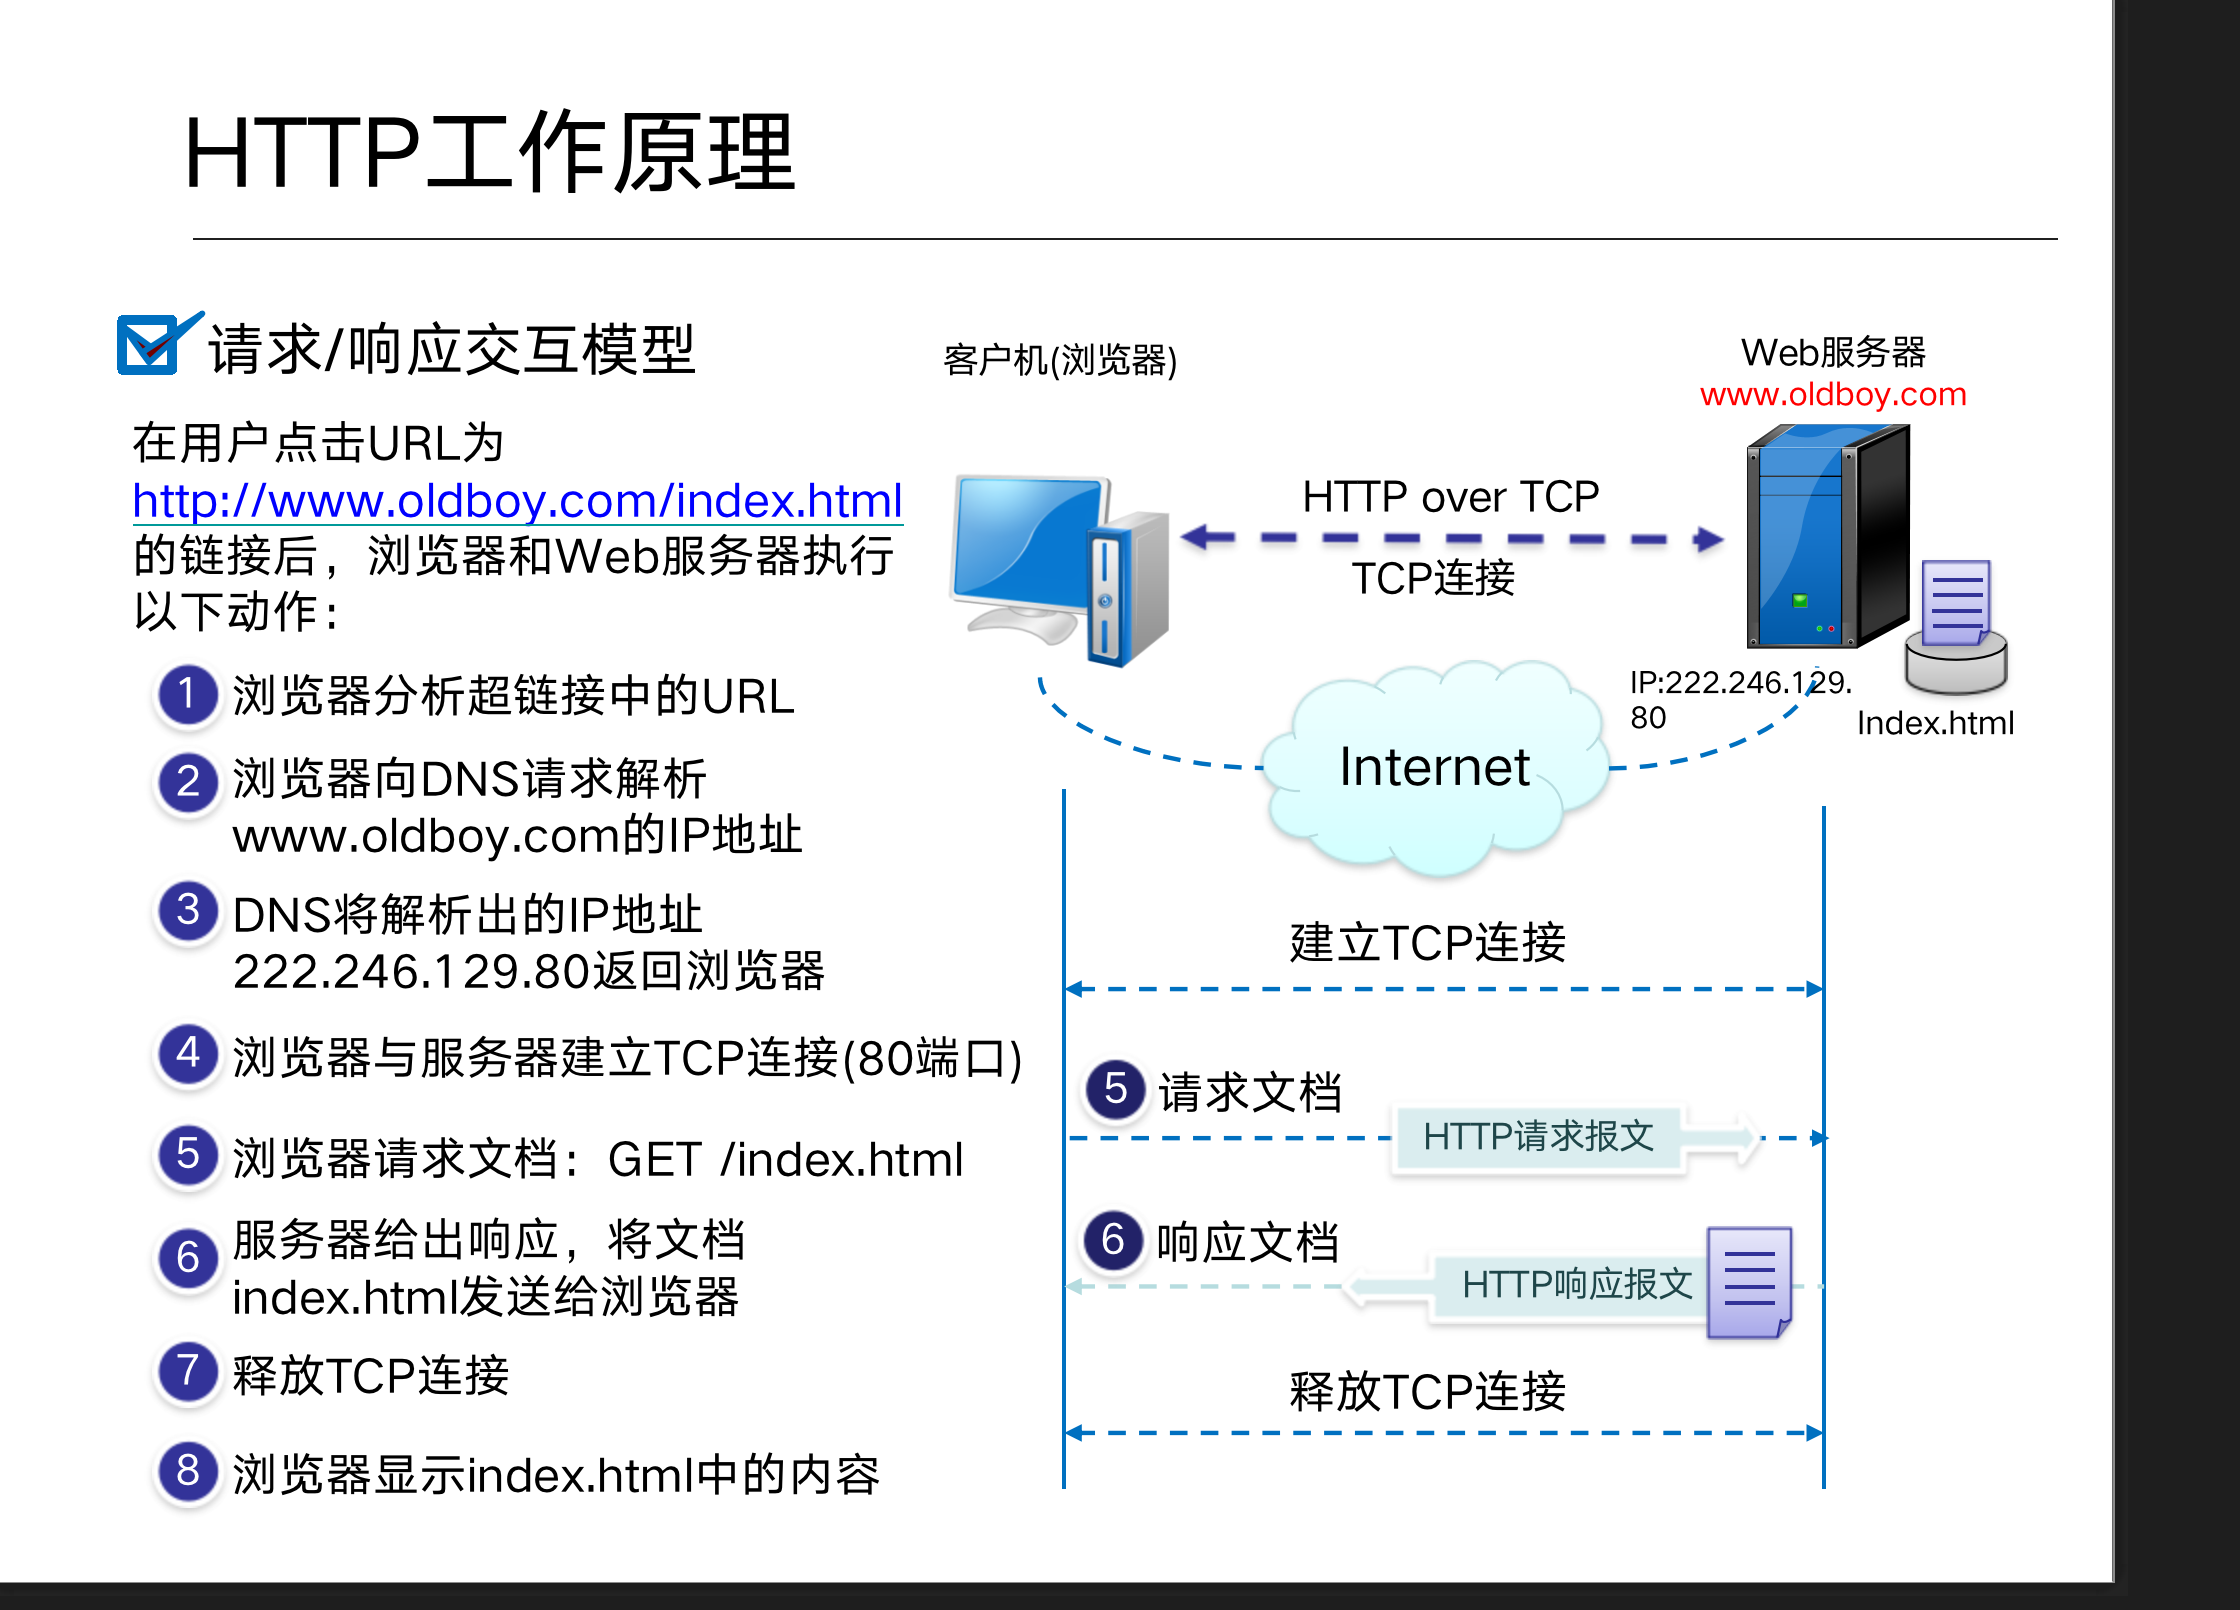 HTTP工作原理
请求/响应交互模型
在用户点击URL为
http://www.oldboy.com/index.html
的链接后，浏览器和Web服务器执行
以下动作：
1 浏览器分析超链接中的URL
2 浏览器向DNS请求解析
www.oldboy.com的IP地址
3 DNS将解析出的IP地址
222.246.129.80返回浏览器
4 浏览器与服务器建立TCP连接(80端口)
5 浏览器请求文档：GET /index.html
6 服务器给出响应，将文档
index.html发送给浏览器
7 释放TCP连接
8 浏览器显示index.html中的内容
客户机(浏览器)
Web服务器
www.oldboy.com
HTTP over TCP
TCP连接
IP:222.246.129.
80
Index.html
Internet
建立TCP连接
5 请求文档
HTTP请求报文
6 响应文档
HTTP响应报文
释放TCP连接